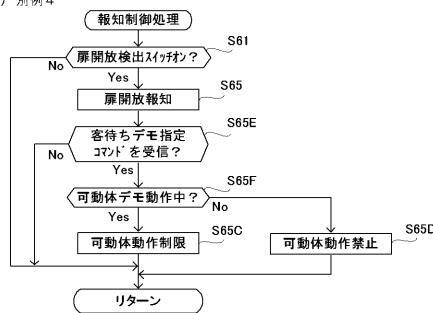 別例４
報知制御処理
S61
扉開放検出スイッチオン？
No
Yes
S65
扉開放報知
S65E
客待ちデモ指定
コマンドを受信？
No
Yes
S65F
可動体デモ動作中？
Yes
No
S65C
可動体動作制限
S65D
可動体動作禁止
リターン